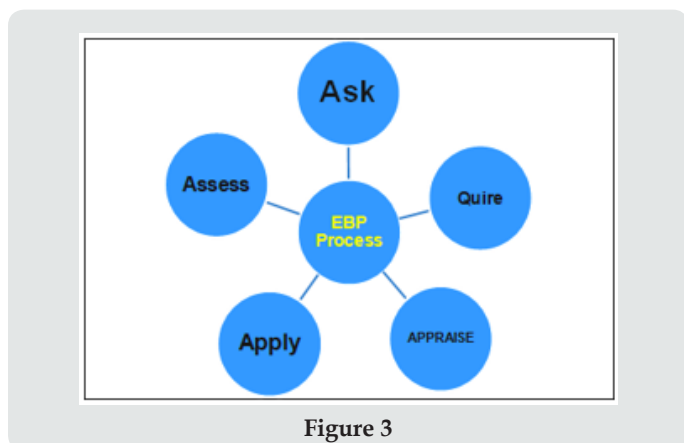 Ask
Assess
Quire
EBP
Process
Apply
APPRAISE
Figure 3